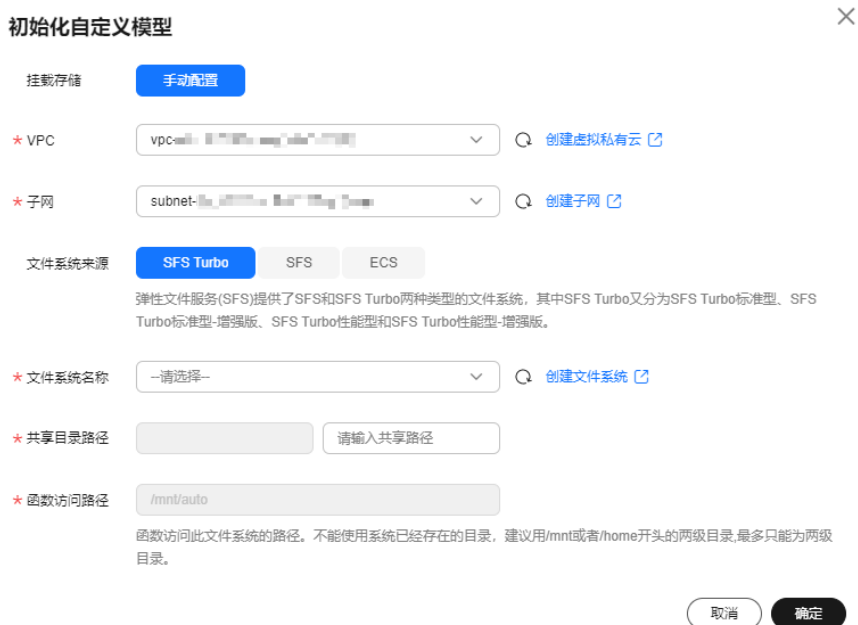 初始化自定义模型
挂载存储 手动配置
* VPC vpc- 创建虚拟私有云
* 子网 subnet- 创建子网
文件系统来源 SFS Turbo SFS ECS
弹性文件服务(SFS)提供了SFS和SFS Turbo两种类型的文件系统，其中SFS Turbo又分为SFS Turbo标准型、SFS
Turbo标准型-增强版、SFS Turbo性能型和SFS Turbo性能型-增强版。
* 文件系统名称 --请选择-- 创建文件系统
* 共享目录路径 请输入共享路径
* 函数访问路径 /mnt/auto
函数访问此文件系统的路径。不能使用系统已经存在的目录，建议用/mnt或者/home开头的两级目录,最多只能为两级
目录。
取消 确定